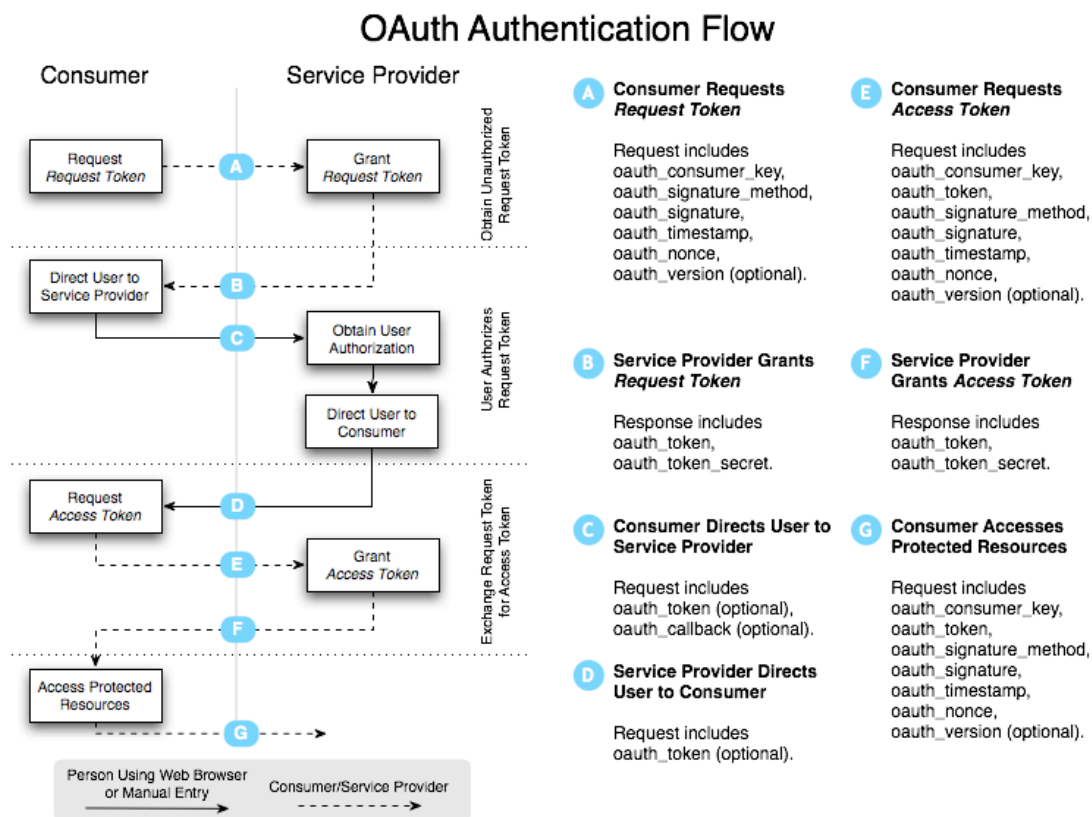 OAuth Authentication Flow
Consumer
Service Provider
Request
Request Token
A
Grant
Request Token
Obtain Unauthorized
Request Token
Direct User to
Service Provider
B
C
Obtain User
Authorization
Direct User to
Consumer
User Authorizes
Request Token
Request
Access Token
D
E
Grant
Access Token
F
Exchange Request Token
for Access Token
Access Protected
Resources
G
Person Using Web Browser
or Manual Entry
Consumer/Service Provider
A
Consumer Requests
Request Token
Request includes
oauth_consumer_key,
oauth_signature_method,
oauth_signature,
oauth_timestamp,
oauth_nonce,
oauth_version (optional).
B
Service Provider Grants
Request Token
Response includes
oauth_token,
oauth_token_secret.
C
Consumer Directs User to
Service Provider
Request includes
oauth_token (optional),
oauth_callback (optional).
D
Service Provider Directs
User to Consumer
Request includes
oauth_token (optional).
E
Consumer Requests
Access Token
Request includes
oauth_consumer_key,
oauth_token,
oauth_signature_method,
oauth_signature,
oauth_timestamp,
oauth_nonce,
oauth_version (optional).
F
Service Provider
Grants Access Token
Response includes
oauth_token,
oauth_token_secret.
G
Consumer Accesses
Protected Resources
Request includes
oauth_consumer_key,
oauth_token,
oauth_signature_method,
oauth_signature,
oauth_timestamp,
oauth_nonce,
oauth_version (optional).